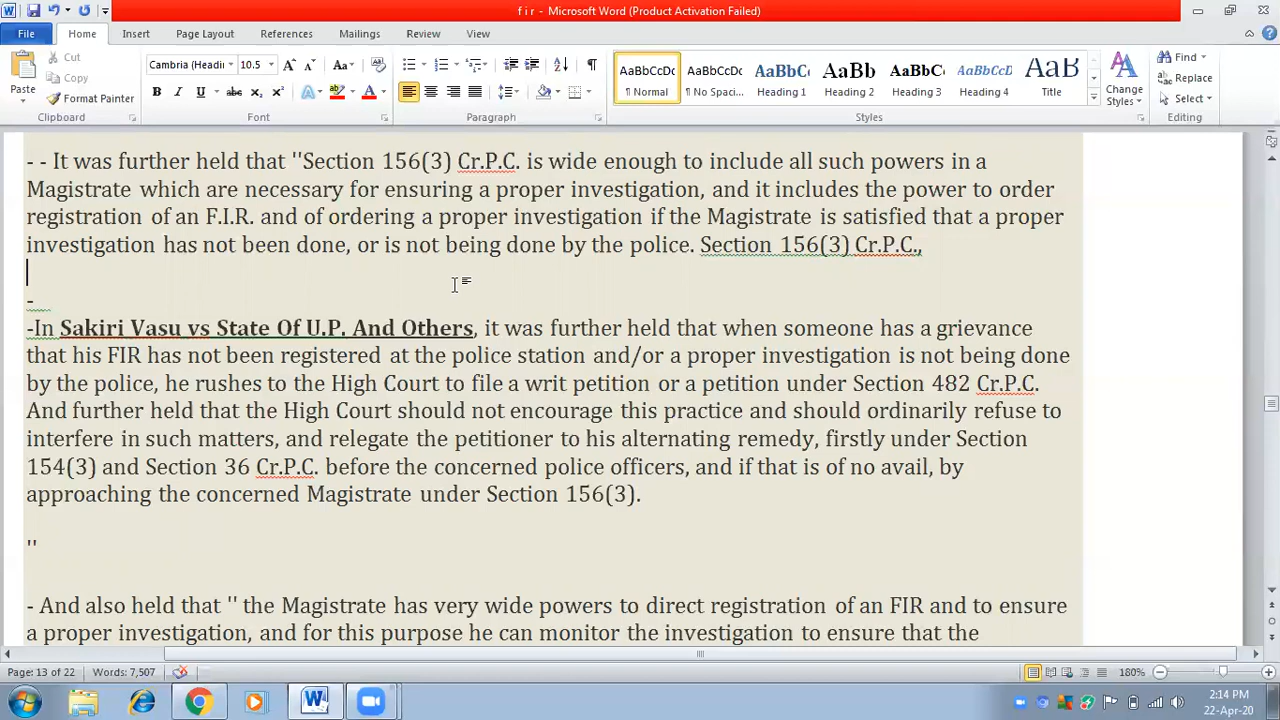 f i r - Microsoft Word (Product Activation Failed)
File Home Insert Page Layout References Mailings Review View
Paste
Cut
Copy
Format Painter
Clipboard
Cambria (Headi 10.5
Font
Paragraph
AaBbCcDc AaBbCcDc AaBbC AaBb AaBb( AaBbCcI AaB
¶ Normal ¶ No Spaci... Heading 1 Heading 2 Heading 3 Heading 4 Title
Change Styles
Styles
Find
Replace
Select
Editing
- - It was further held that ''Section 156(3) Cr.P.C. is wide enough to include all such powers in a
Magistrate which are necessary for ensuring a proper investigation, and it includes the power to order
registration of an F.I.R. and of ordering a proper investigation if the Magistrate is satisfied that a proper
investigation has not been done, or is not being done by the police. Section 156(3) Cr.P.C.,
-
-In Sakiri Vasu vs State Of U.P. And Others, it was further held that when someone has a grievance
that his FIR has not been registered at the police station and/or a proper investigation is not being done
by the police, he rushes to the High Court to file a writ petition or a petition under Section 482 Cr.P.C.
And further held that the High Court should not encourage this practice and should ordinarily refuse to
interfere in such matters, and relegate the petitioner to his alternating remedy, firstly under Section
154(3) and Section 36 Cr.P.C. before the concerned police officers, and if that is of no avail, by
approaching the concerned Magistrate under Section 156(3).
''
- And also held that '' the Magistrate has very wide powers to direct registration of an FIR and to ensure
a proper investigation, and for this purpose he can monitor the investigation to ensure that the
Page: 13 of 22 Words: 7,507 180%
2:14 PM
22-Apr-20